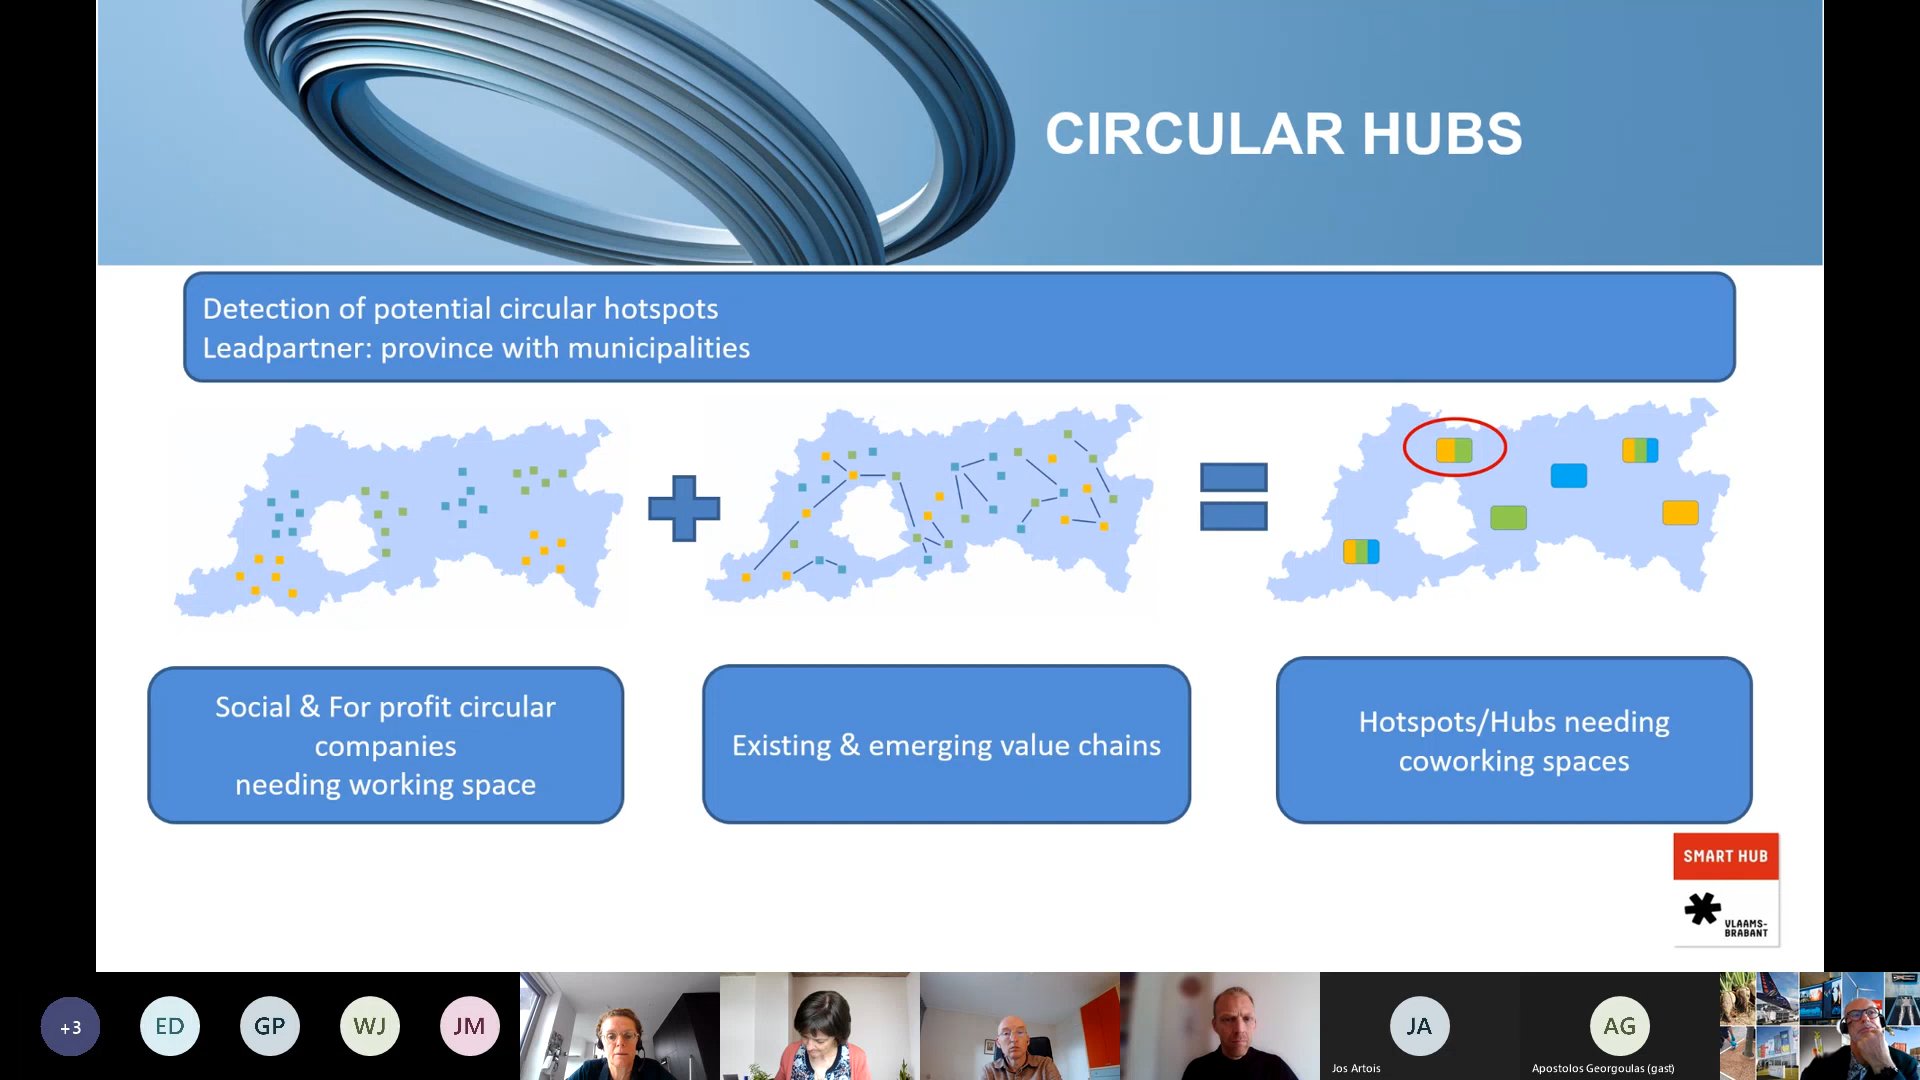 CIRCULAR HUBS
Detection of potential circular hotspots
Leadpartner: province with municipalities
Social & For profit circular
companies
needing working space
Existing & emerging value chains
Hotspots/Hubs needing
coworking spaces
SMART HUB
VLAAMS-
BRABANT
+3
ED
GP
WJ
JM
JA
Jos Artois
AG
Apostolos Georgoulas (gast)